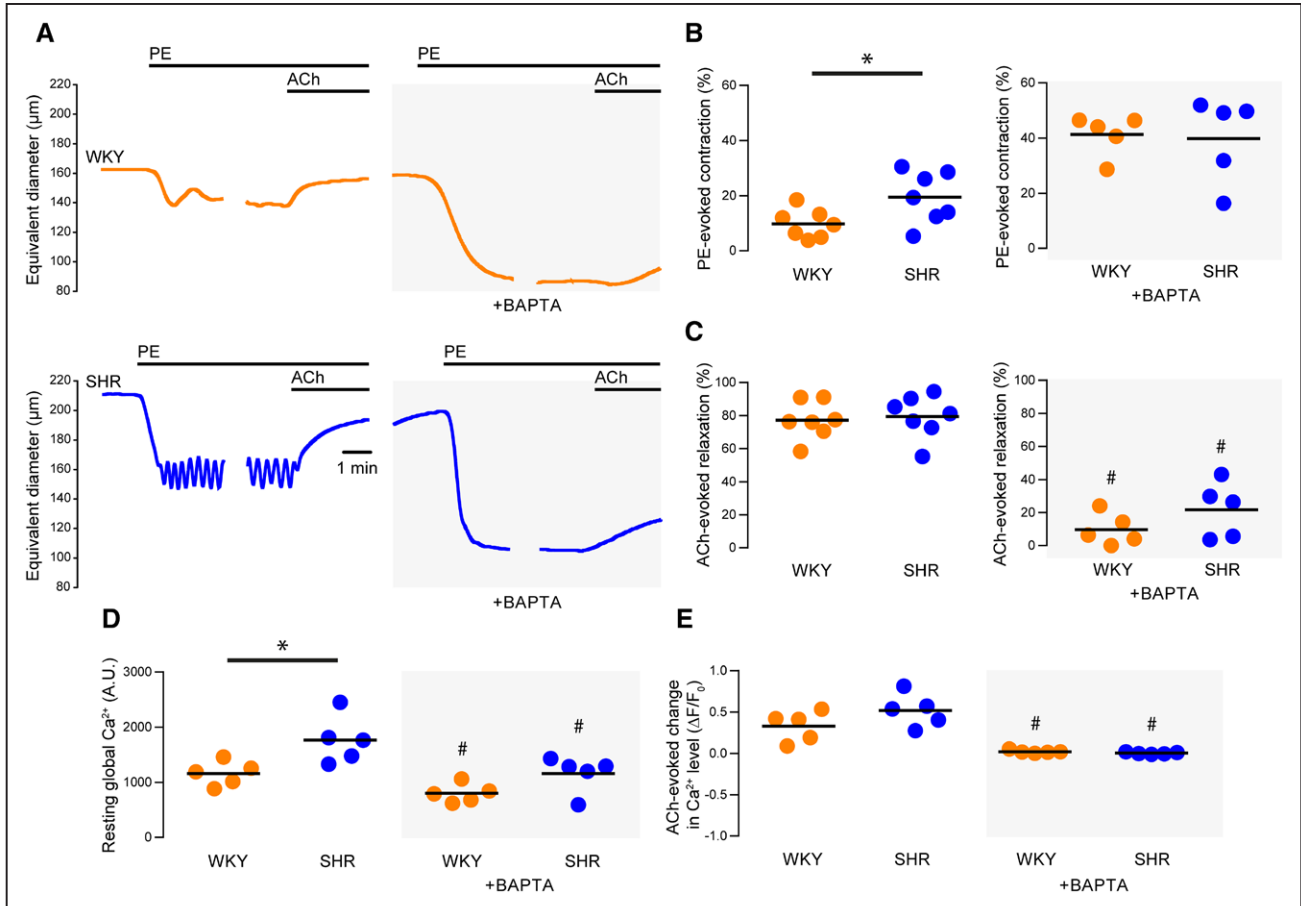 A
PE
ACh
PE
ACh
Equivalent diameter (μm)
220
200
180
160
140
120
100
80
WKY
+BAPTA
PE
ACh
PE
ACh
Equivalent diameter (μm)
220
200
180
160
140
120
100
80
SHR
1 min
+BAPTA
B
*
PE-evoked contraction (%)
60
40
20
0
WKY SHR
PE-evoked contraction (%)
60
40
20
0
WKY SHR
+BAPTA
C
ACh-evoked relaxation (%)
100
80
60
40
20
0
WKY SHR
ACh-evoked relaxation (%)
100
80
60
40
20
0
# #
WKY SHR
+BAPTA
D
*
Resting global Ca²⁺ (A.U.)
3000
2000
1000
0
WKY SHR
# #
WKY SHR
+BAPTA
E
ACh-evoked change
in Ca²⁺ level (ΔF/F₀)
1.0
0.5
0.0
-1.0
WKY SHR
# #
WKY SHR
+BAPTA